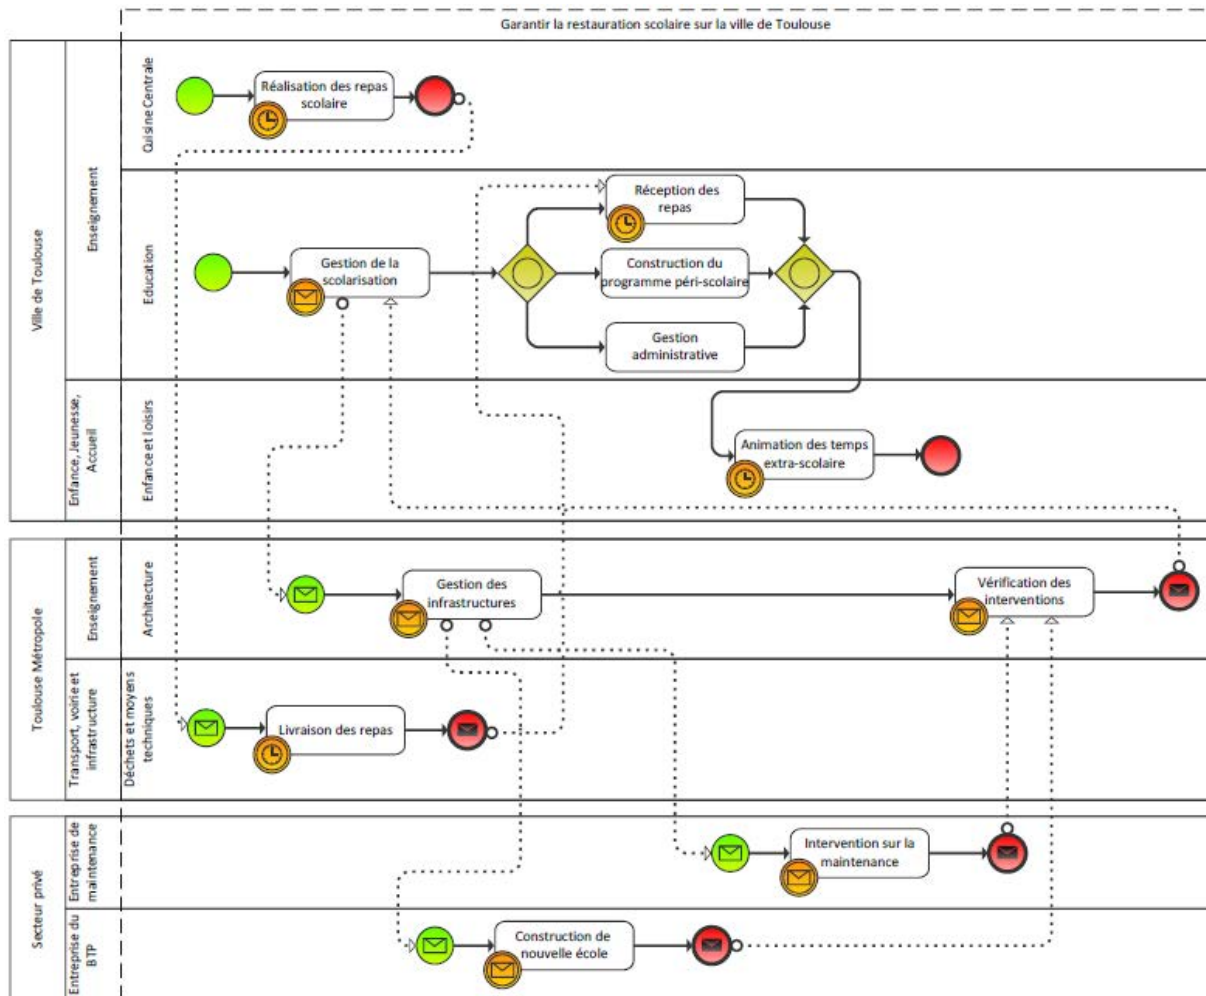 Garantir la restauration scolaire sur la ville de Toulouse
Ville de Toulouse
Enseignement
Cuisine Centrale
Réalisation des repas
scolaire
Education
Gestion de la
scolarisation
Réception des
repas
Construction du
programme péri-scolaire
Gestion
administrative
Enfance, Jeunesse,
Accueil
Enfance et loisirs
Animation des temps
extra-scolaire
Toulouse Métropole
Enseignement
Architecture
Gestion des
infrastructures
Vérification des
interventions
Transport, voirie et
infrastructure
Déchets et moyens
techniques
Livraison des repas
Secteur privé
Entreprise de
maintenance
Intervention sur la
maintenance
Entreprise du
BTP
Construction de
nouvelle école